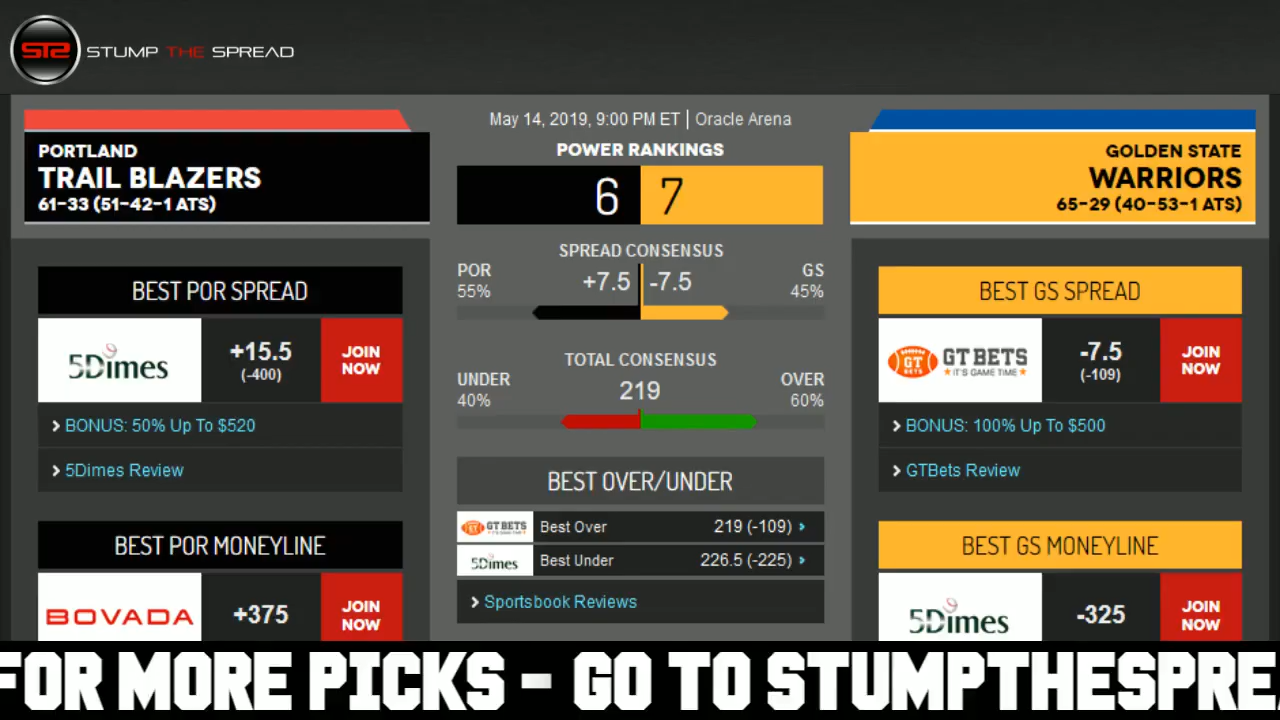 STS STUMP THE SPREAD
May 14, 2019, 9:00 PM ET | Oracle Arena
PORTLAND
TRAIL BLAZERS
61-33 (51-42-1 ATS)
POWER RANKINGS
6 7
GOLDEN STATE
WARRIORS
65-29 (40-53-1 ATS)
BEST POR SPREAD
5Dimes +15.5 (-400) JOIN NOW
> BONUS: 50% Up To $520
> 5Dimes Review
BEST POR MONEYLINE
BOVADA +375 JOIN NOW
SPREAD CONSENSUS
POR +7.5 -7.5 GS
55% 45%
TOTAL CONSENSUS
UNDER 219 OVER
40% 60%
BEST OVER/UNDER
GT BETS IT'S GAME TIME Best Over 219 (-109) >
5Dimes Best Under 226.5 (-225) >
> Sportsbook Reviews
BEST GS SPREAD
GT BETS GT BETS ★ IT'S GAME TIME ★ -7.5 (-109) JOIN NOW
> BONUS: 100% Up To $500
> GTBets Review
BEST GS MONEYLINE
5Dimes -325 JOIN NOW
FOR MORE PICKS - GO TO STUMPTHESPRE